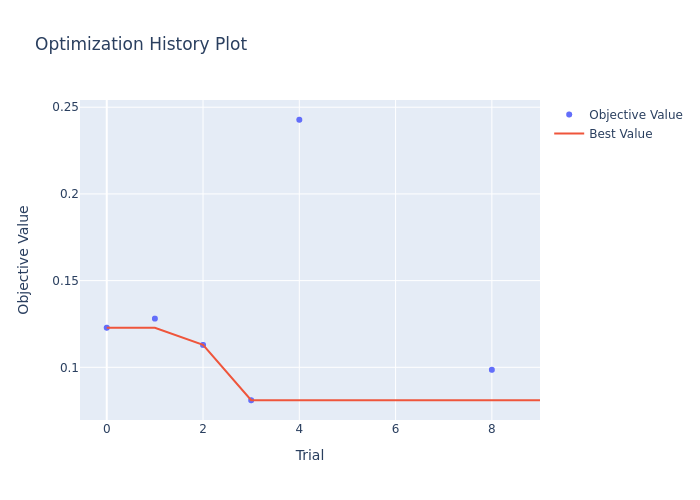 Optimization History Plot
Objective Value
Best Value
0.25
0.2
0.15
0.1
Objective Value
0
2
4
6
8
Trial